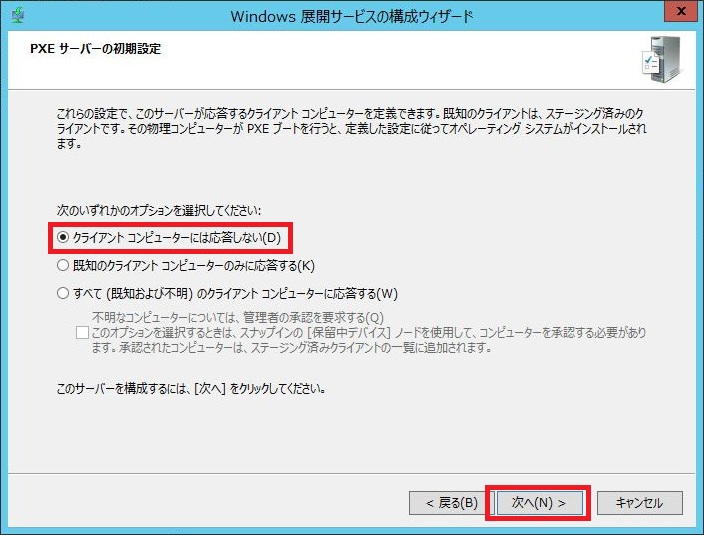 Windows 展開サービスの構成ウィザード
PXE サーバーの初期設定
これらの設定で、このサーバーが応答するクライアント コンピューターを定義できます。既知のクライアントは、ステージング済みのク
ライアントです。その物理コンピューターが PXE ブートを行うと、定義した設定に従ってオペレーティング システムがインストールされ
ます。
次のいずれかのオプションを選択してください:
クライアント コンピューターには応答しない(D)
既知のクライアント コンピューターのみに応答する(K)
すべて (既知および不明) のクライアント コンピューターに応答する(W)
不明なコンピューターについては、管理者の承認を要求する(Q)
このオプションを選択するときは、スナップインの [保留中デバイス] ノードを使用して、コンピューターを承認する必要があり
ます。承認されたコンピューターは、ステージング済みクライアントの一覧に追加されます。
このサーバーを構成するには、[次へ] をクリックしてください。
< 戻る(B) 次へ(N) > キャンセル